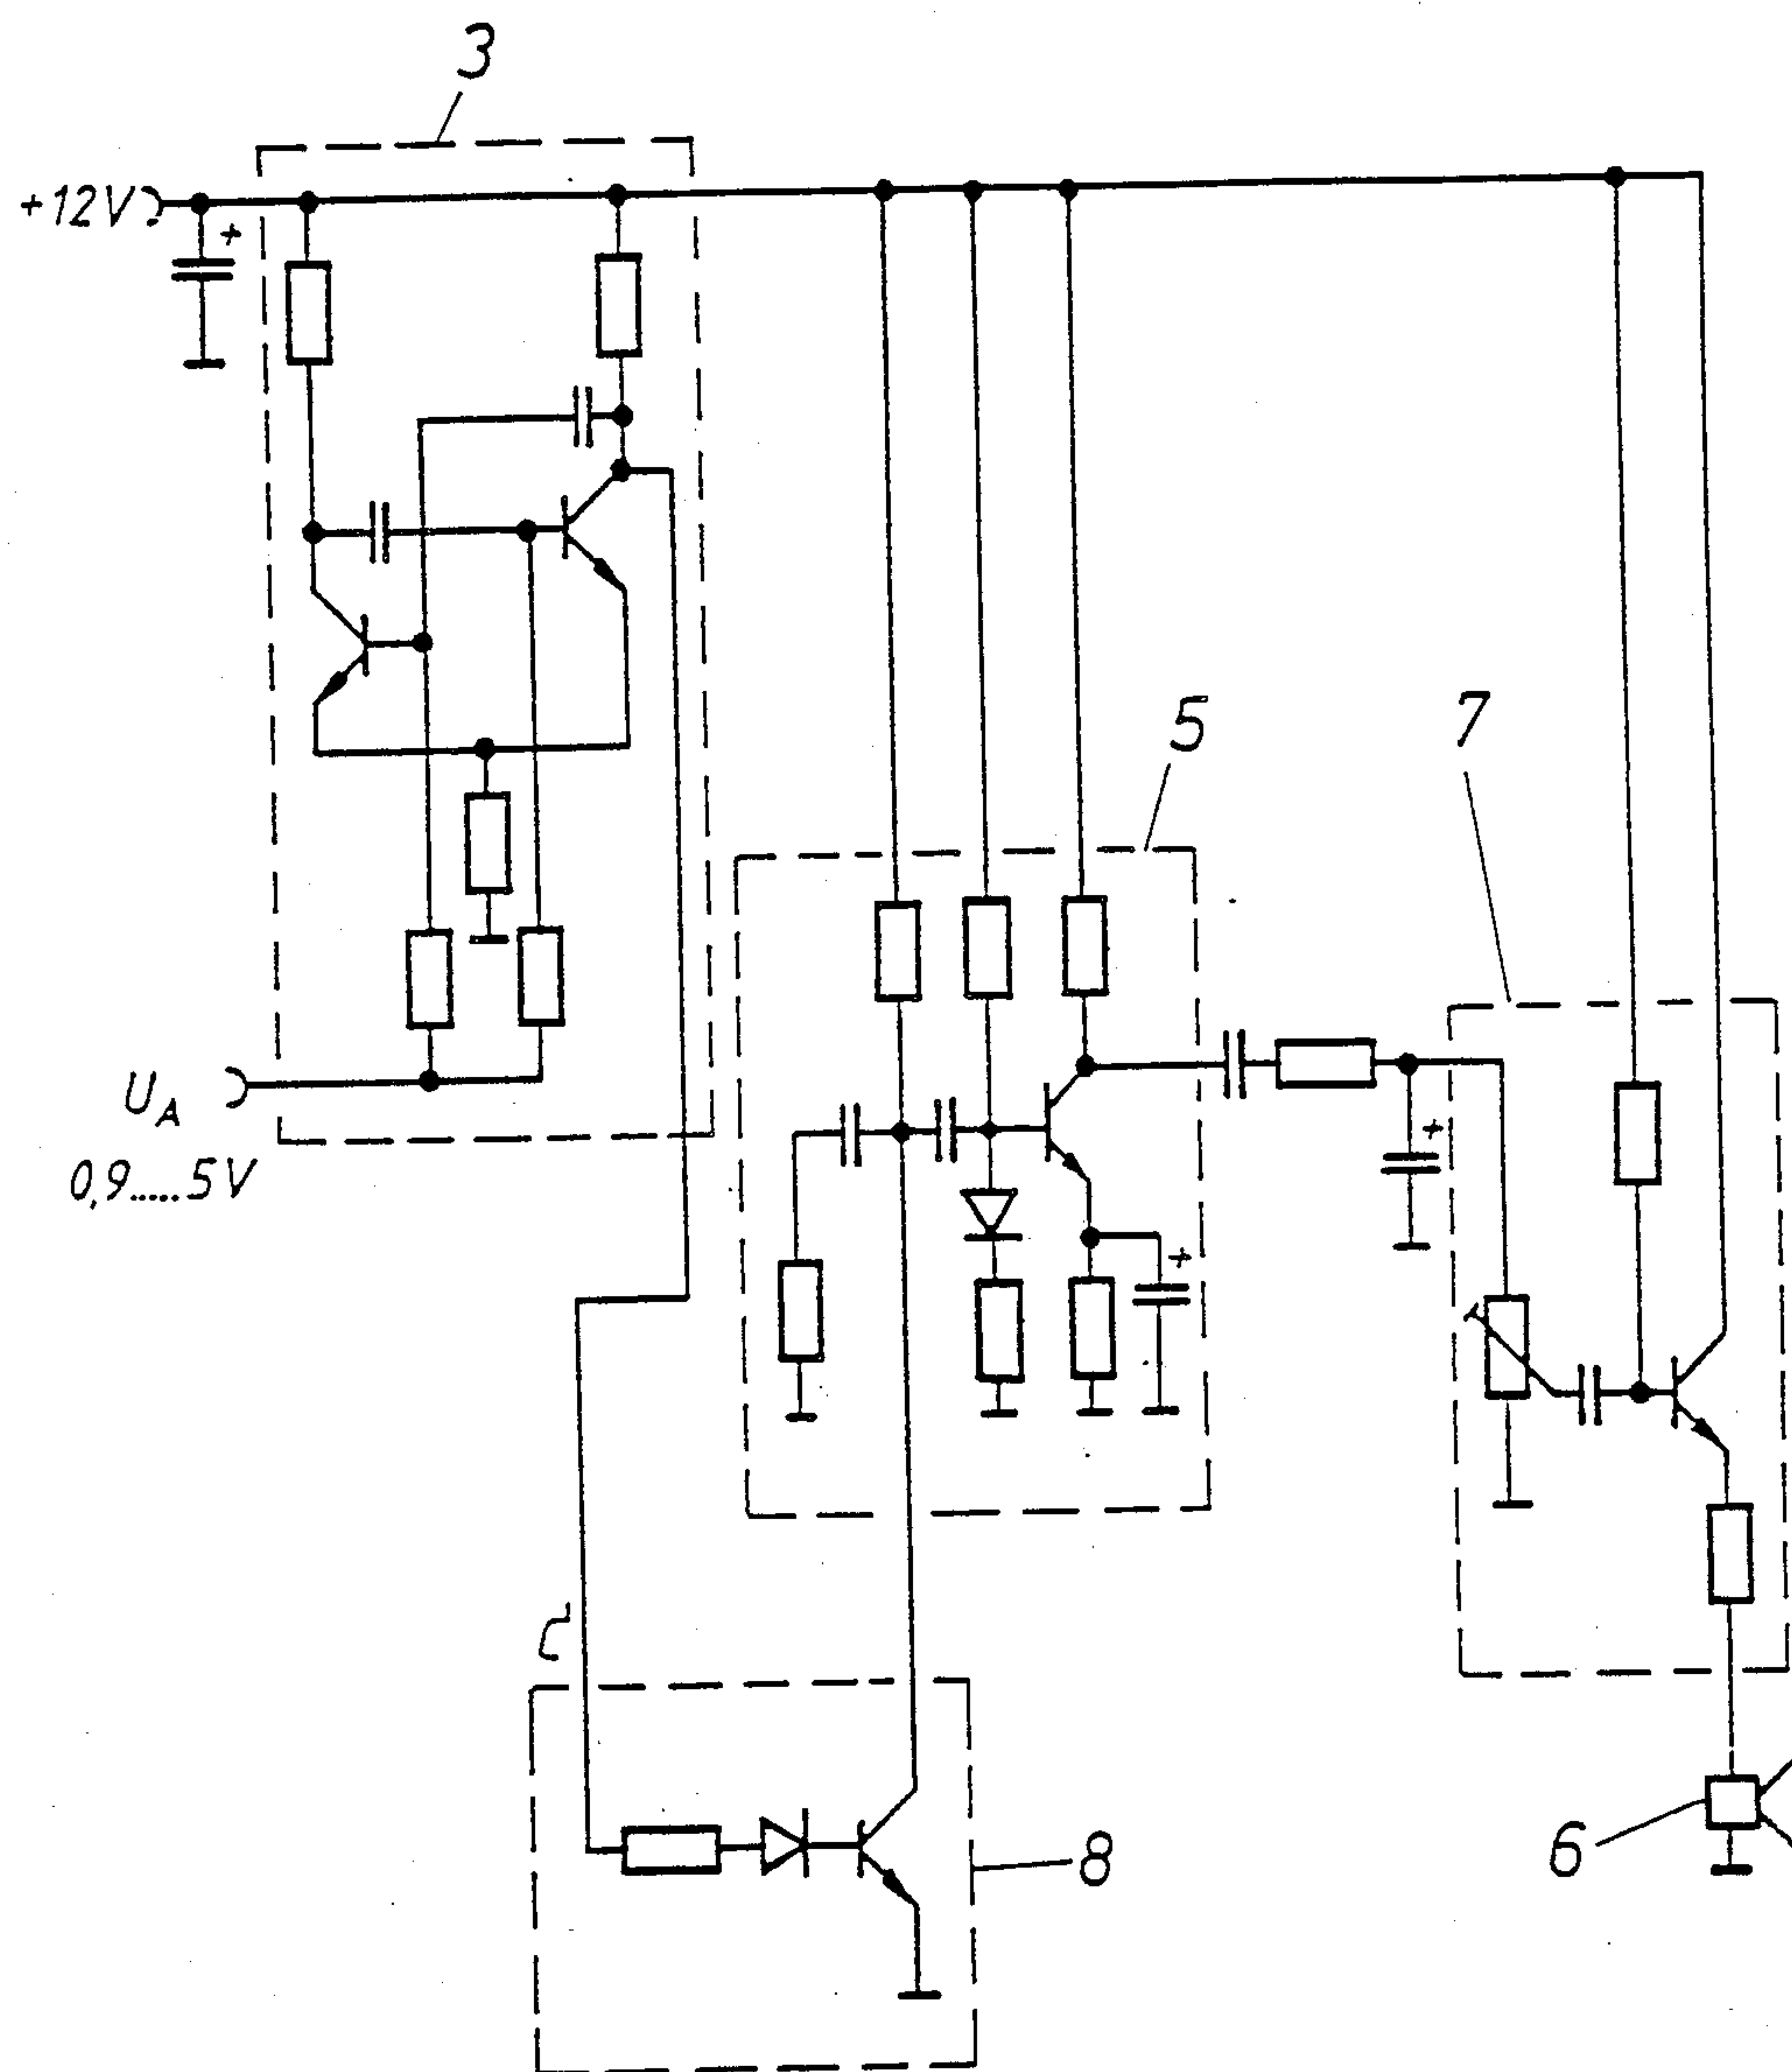 3
+12V
+
5
7
U_A
0,9.....5V
+
+
6
8